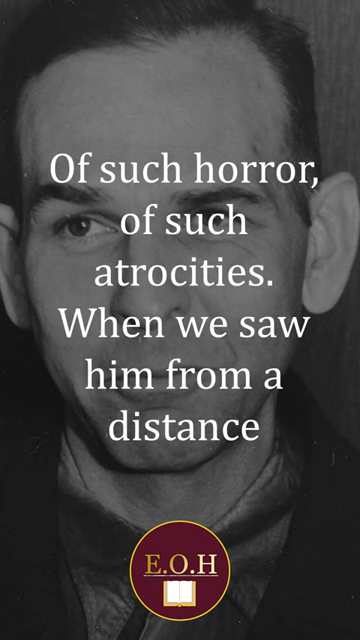 Of such horror,
of such
atrocities.
When we saw
him from a
distance
E.O.H